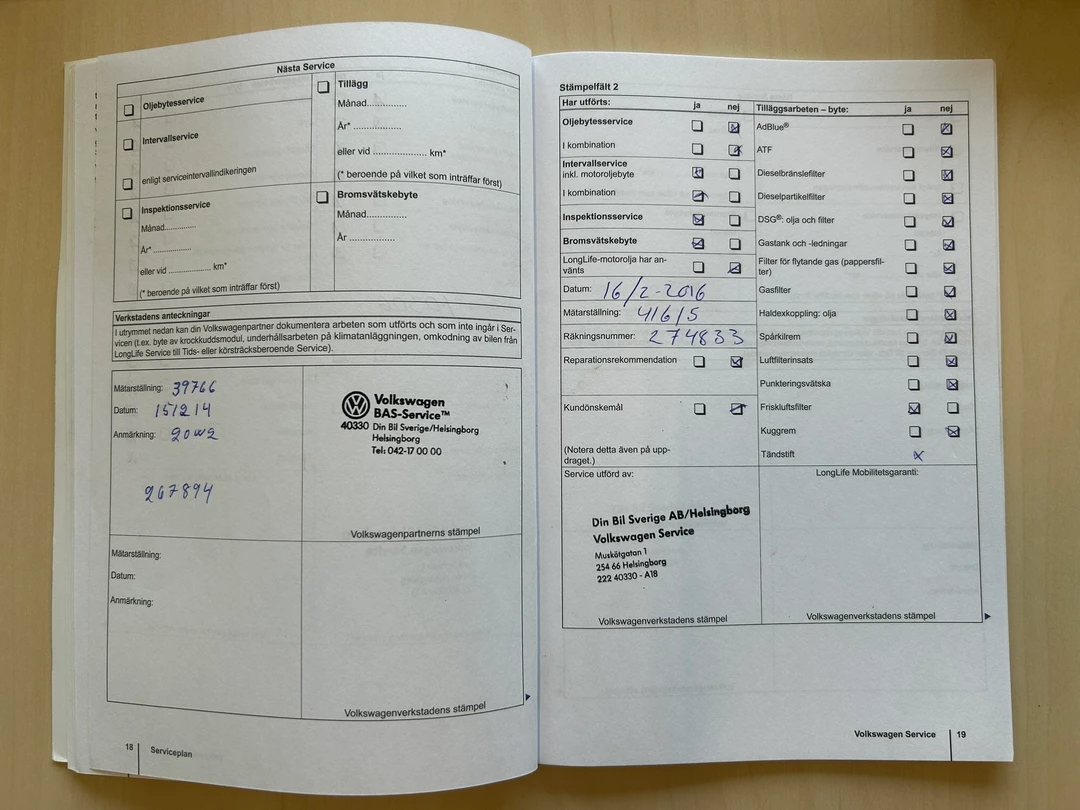 Nästa Service
Oljebytesservice
Intervallservice
enligt serviceintervallindikeringen
Inspektionsservice
Månad..............
År* ..............
eller vid .................. km*
(* beroende på vilket som inträffar först)
Tillägg
Månad..............
År* .................
eller vid .................... km*
(* beroende på vilket som inträffar först)
Bromsvätskebyte
Månad..............
År ................
Verkstadens anteckningar
I utrymmet nedan kan din Volkswagenpartner dokumentera arbeten som utförts och som inte ingår i Ser-
vicen (t.ex. byte av krockkuddsmodul, underhållsarbeten på klimatanläggningen, omkodning av bilen från
LongLife Service till Tids- eller körsträcksberoende Service).
Mätarställning: 39766
Datum: 151214
Anmärkning:
267894
Volkswagen
BAS-Service™
40330 Din Bil Sverige/Helsingborg
Helsingborg
Tel: 042-17 00 00
Volkswagenpartnerns stämpel
Mätarställning:
Datum:
Anmärkning:
Volkswagenverkstadens stämpel
18 Serviceplan
Stämpelfält 2
Har utförts: ja nej
Oljebytesservice
I kombination
Intervallservice
inkl. motoroljebyte
I kombination
Inspektionsservice
Bromsvätskebyte
LongLife-motorolja har an-
vänts
Datum: 16/2-2016
Mätarställning: 41615
Räkningsnummer: 274833
Reparationsrekommendation
Kundönskemål
(Notera detta även på upp-
draget.)
Tilläggsarbeten – byte: ja nej
AdBlue®
ATF
Dieselbränslefilter
Dieselpartikelfilter
DSG®: olja och filter
Gastank och -ledningar
Filter för flytande gas (pappersfil-
ter)
Gasfilter
Haldexkoppling: olja
Spårkilrem
Luftfilterinsats
Punkteringsvätska
Friskluftsfilter
Kuggrem
Tändstift
Service utförd av:
Din Bil Sverige AB/Helsingborg
Volkswagen Service
Muskötgatan 1
254 66 Helsingborg
222 40330 - A18
Volkswagenverkstadens stämpel
LongLife Mobilitetsgaranti:
Volkswagenverkstadens stämpel
Volkswagen Service 19